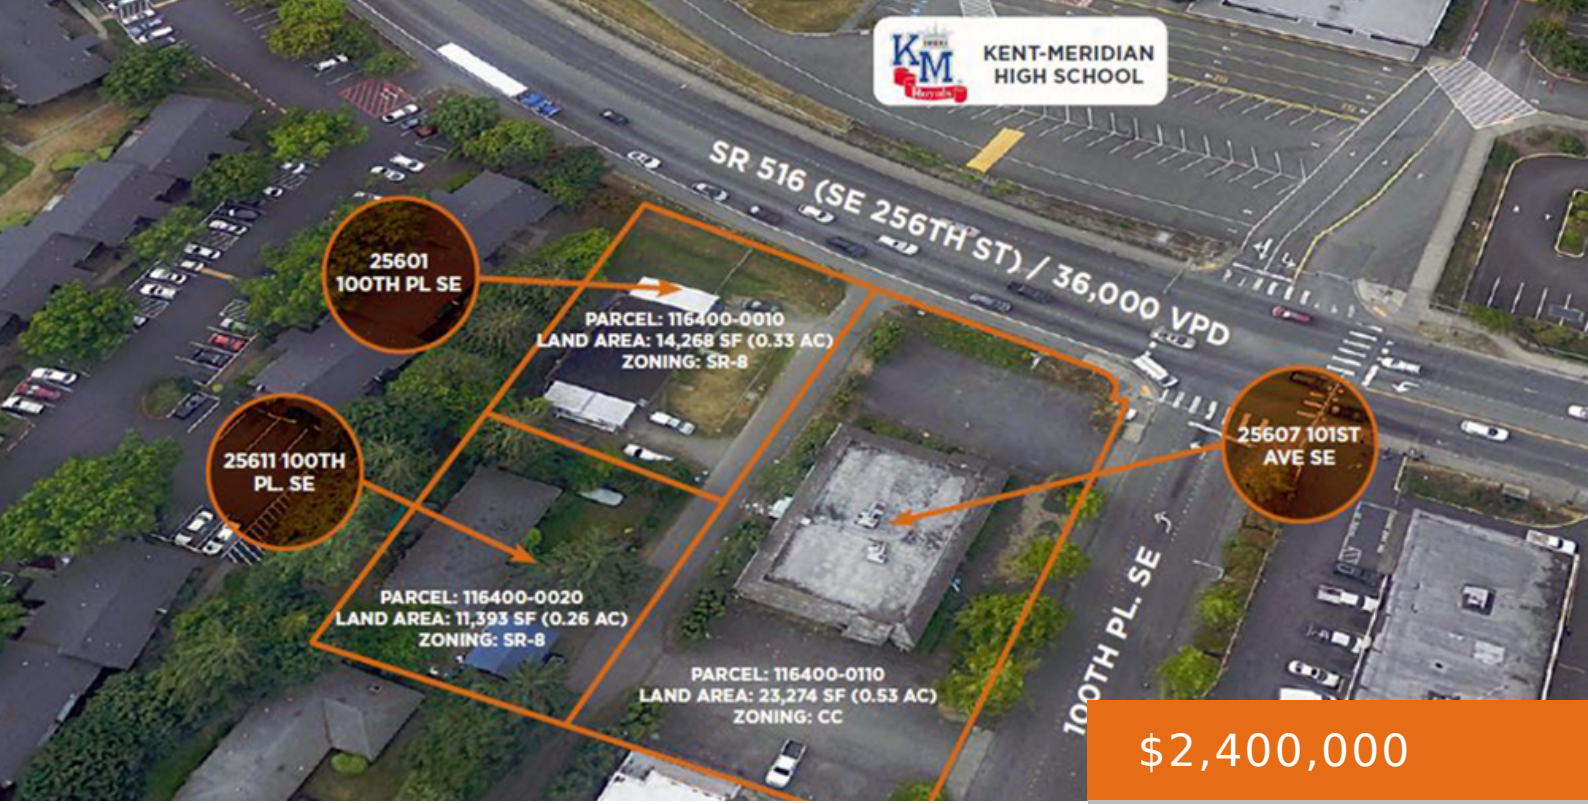 KM
Royals
KENT-MERIDIAN
HIGH SCHOOL
SR 516 (SE 256TH ST) / 36,000 VPD
25601
100TH PL SE
PARCEL: 116400-0010
LAND AREA: 14,268 SF (0.33 AC)
ZONING: SR-8
25607 101ST
AVE SE
25611 100TH
PL. SE
PARCEL: 116400-0020
LAND AREA: 11,393 SF (0.26 AC)
ZONING: SR-8
PARCEL: 116400-0110
LAND AREA: 23,274 SF (0.53 AC)
ZONING: CC
100TH PL. SE
$2,400,000